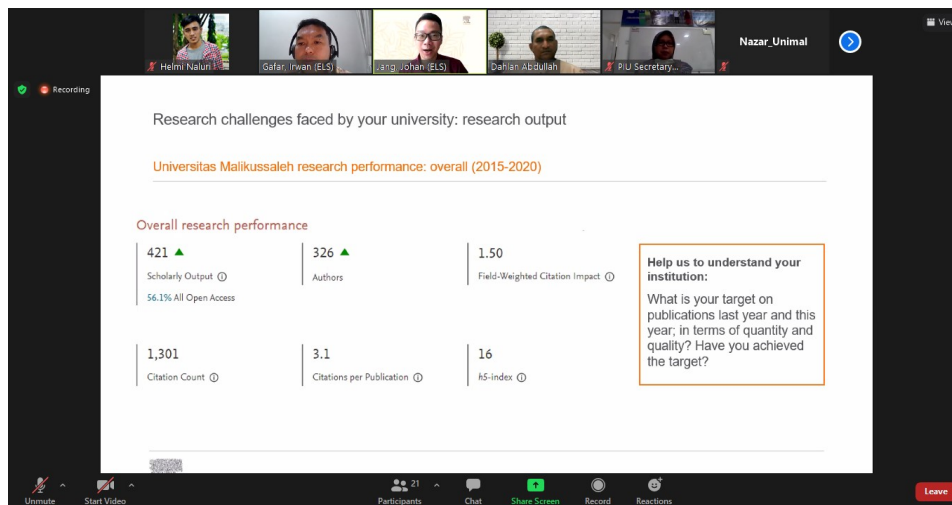 View
Helmi Naluri
Gafar, Irwan (ELS)
Jang, Johan (ELS)
Dahlan Abdullah
PIU Secretary...
Nazar_Unimal
Recording
Research challenges faced by your university: research output
Universitas Malikussaleh research performance: overall (2015-2020)
Overall research performance
421
Scholarly Output
56.1% All Open Access
326
Authors
1.50
Field-Weighted Citation Impact
1,301
Citation Count
3.1
Citations per Publication
16
h5-index
Help us to understand your
institution:
What is your target on
publications last year and this
year; in terms of quantity and
quality? Have you achieved
the target?
Unmute
Start Video
21
Participants
Chat
Share Screen
Record
Reactions
Leave